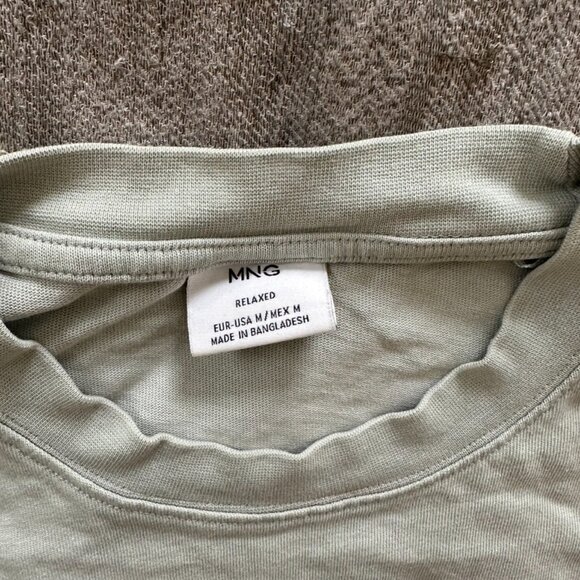 MNG
RELAXED
EUR-USA M / MEX M
MADE IN BANGLADESH